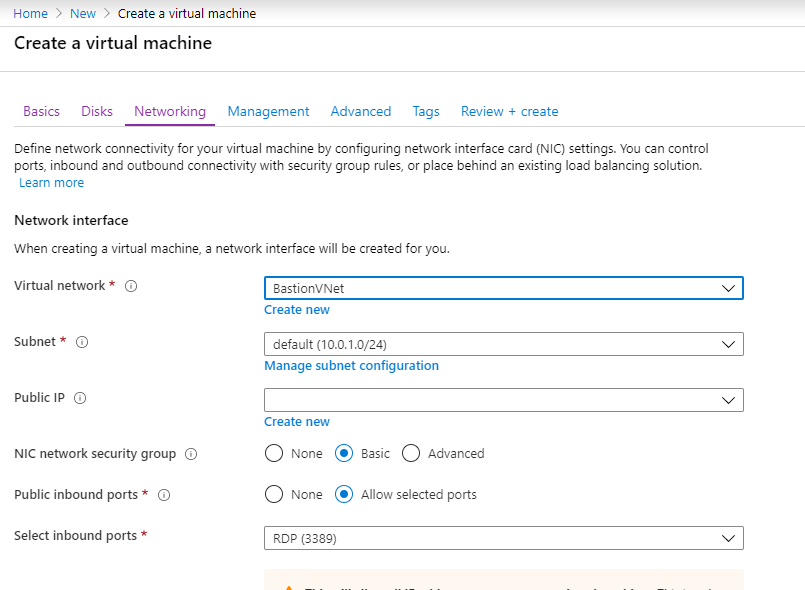 Home > New > Create a virtual machine
Create a virtual machine
Basics Disks Networking Management Advanced Tags Review + create
Define network connectivity for your virtual machine by configuring network interface card (NIC) settings. You can control
ports, inbound and outbound connectivity with security group rules, or place behind an existing load balancing solution.
Learn more
Network interface
When creating a virtual machine, a network interface will be created for you.
Virtual network *
BastionVNet
Create new
Subnet *
default (10.0.1.0/24)
Manage subnet configuration
Public IP
Create new
NIC network security group
None Basic Advanced
Public inbound ports *
None Allow selected ports
Select inbound ports *
RDP (3389)